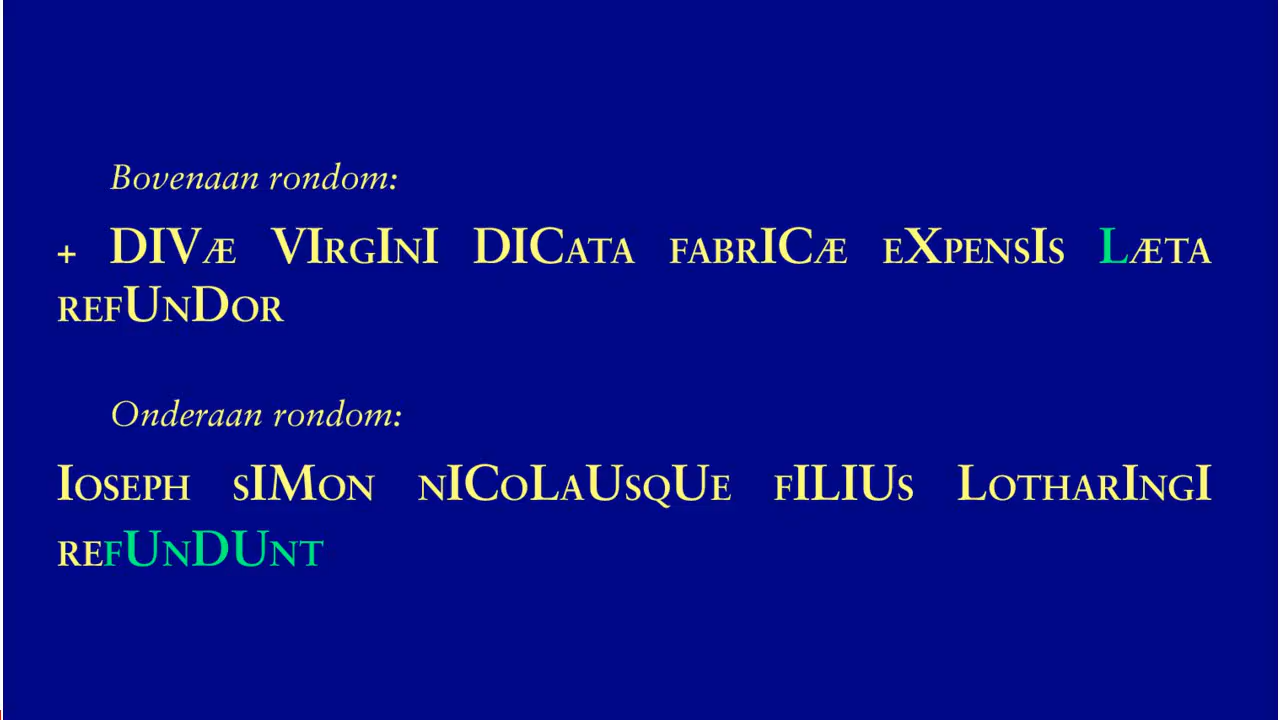 Bovenaan rondom:
+ DIVÆ VIRGINI DICATA FABRICÆ EXPENSIS LÆTA
REFUNDOR
Onderaan rondom:
IOSEPH SIMON NICOLAUSQUE FILIUS LOTHARINGI
REFUNDUNT